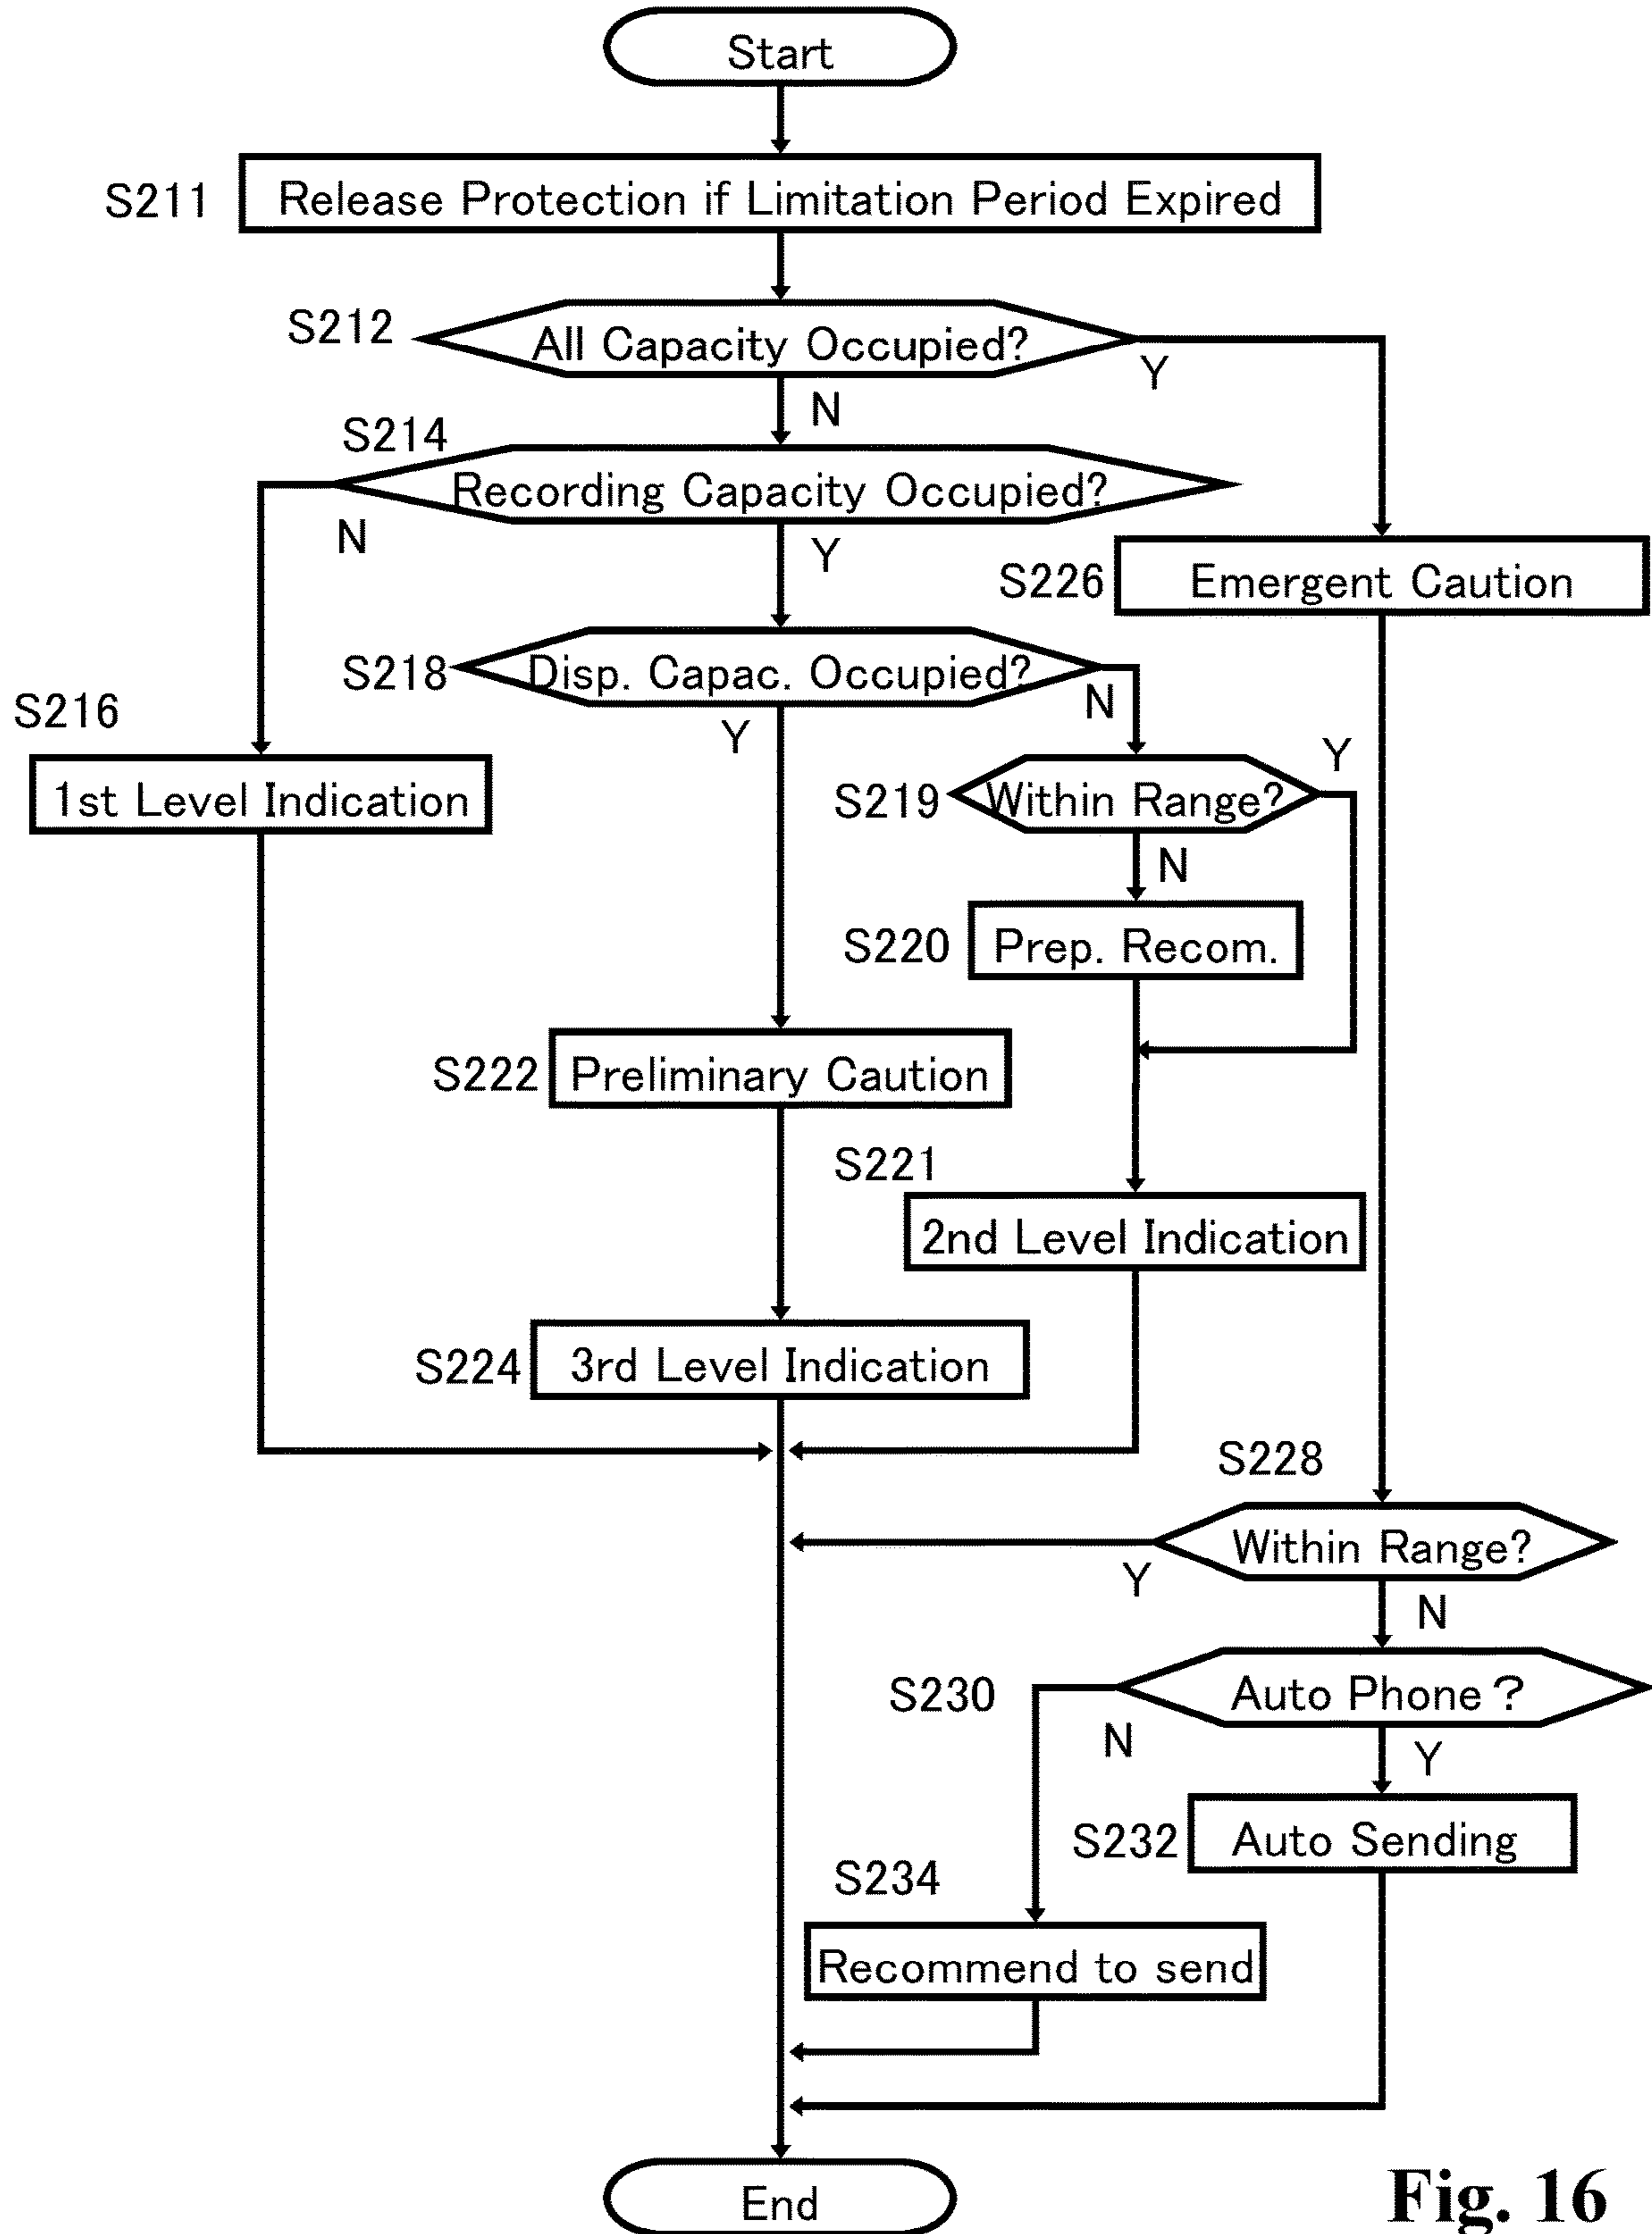 Start
S211
Release Protection if Limitation Period Expired
S212
All Capacity Occupied?
Y
N
S214
Recording Capacity Occupied?
N
Y
S226
Emergent Caution
S218
Disp. Capac. Occupied?
N
Y
S216
1st Level Indication
Y
S219
Within Range?
N
S220
Prep. Recom.
S222
Preliminary Caution
S221
2nd Level Indication
S224
3rd Level Indication
S228
Within Range?
Y
N
S230
Auto Phone?
N
Y
S232
Auto Sending
S234
Recommend to send
End
Fig. 16